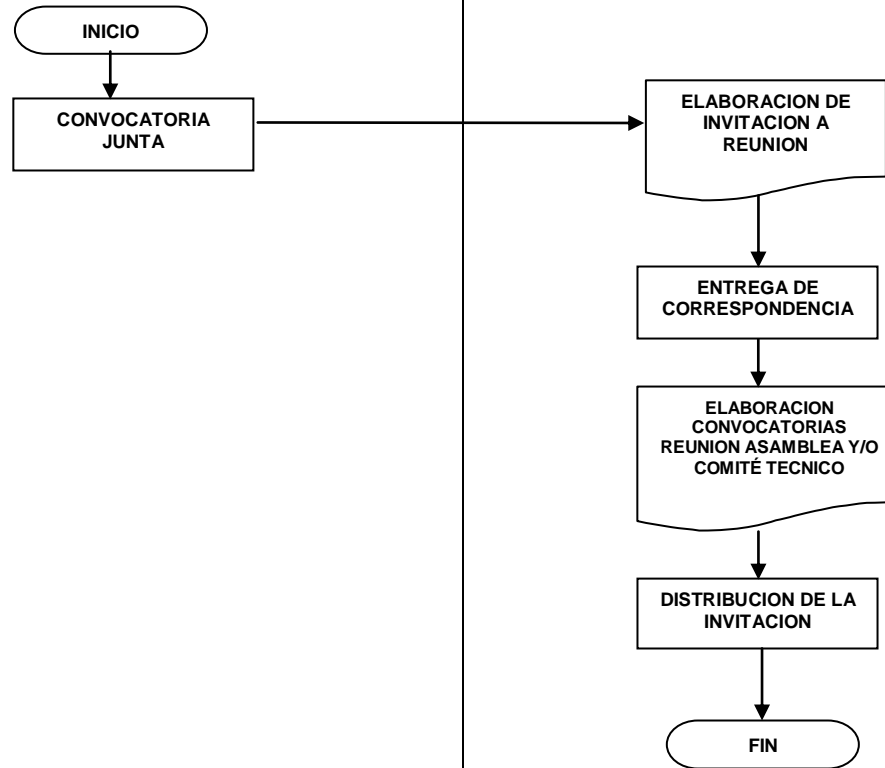 INICIO
CONVOCATORIA
JUNTA
ELABORACION DE
INVITACION A
REUNION
ENTREGA DE
CORRESPONDENCIA
ELABORACION
CONVOCATORIAS
REUNION ASAMBLEA Y/O
COMITÉ TECNICO
DISTRIBUCION DE LA
INVITACION
FIN